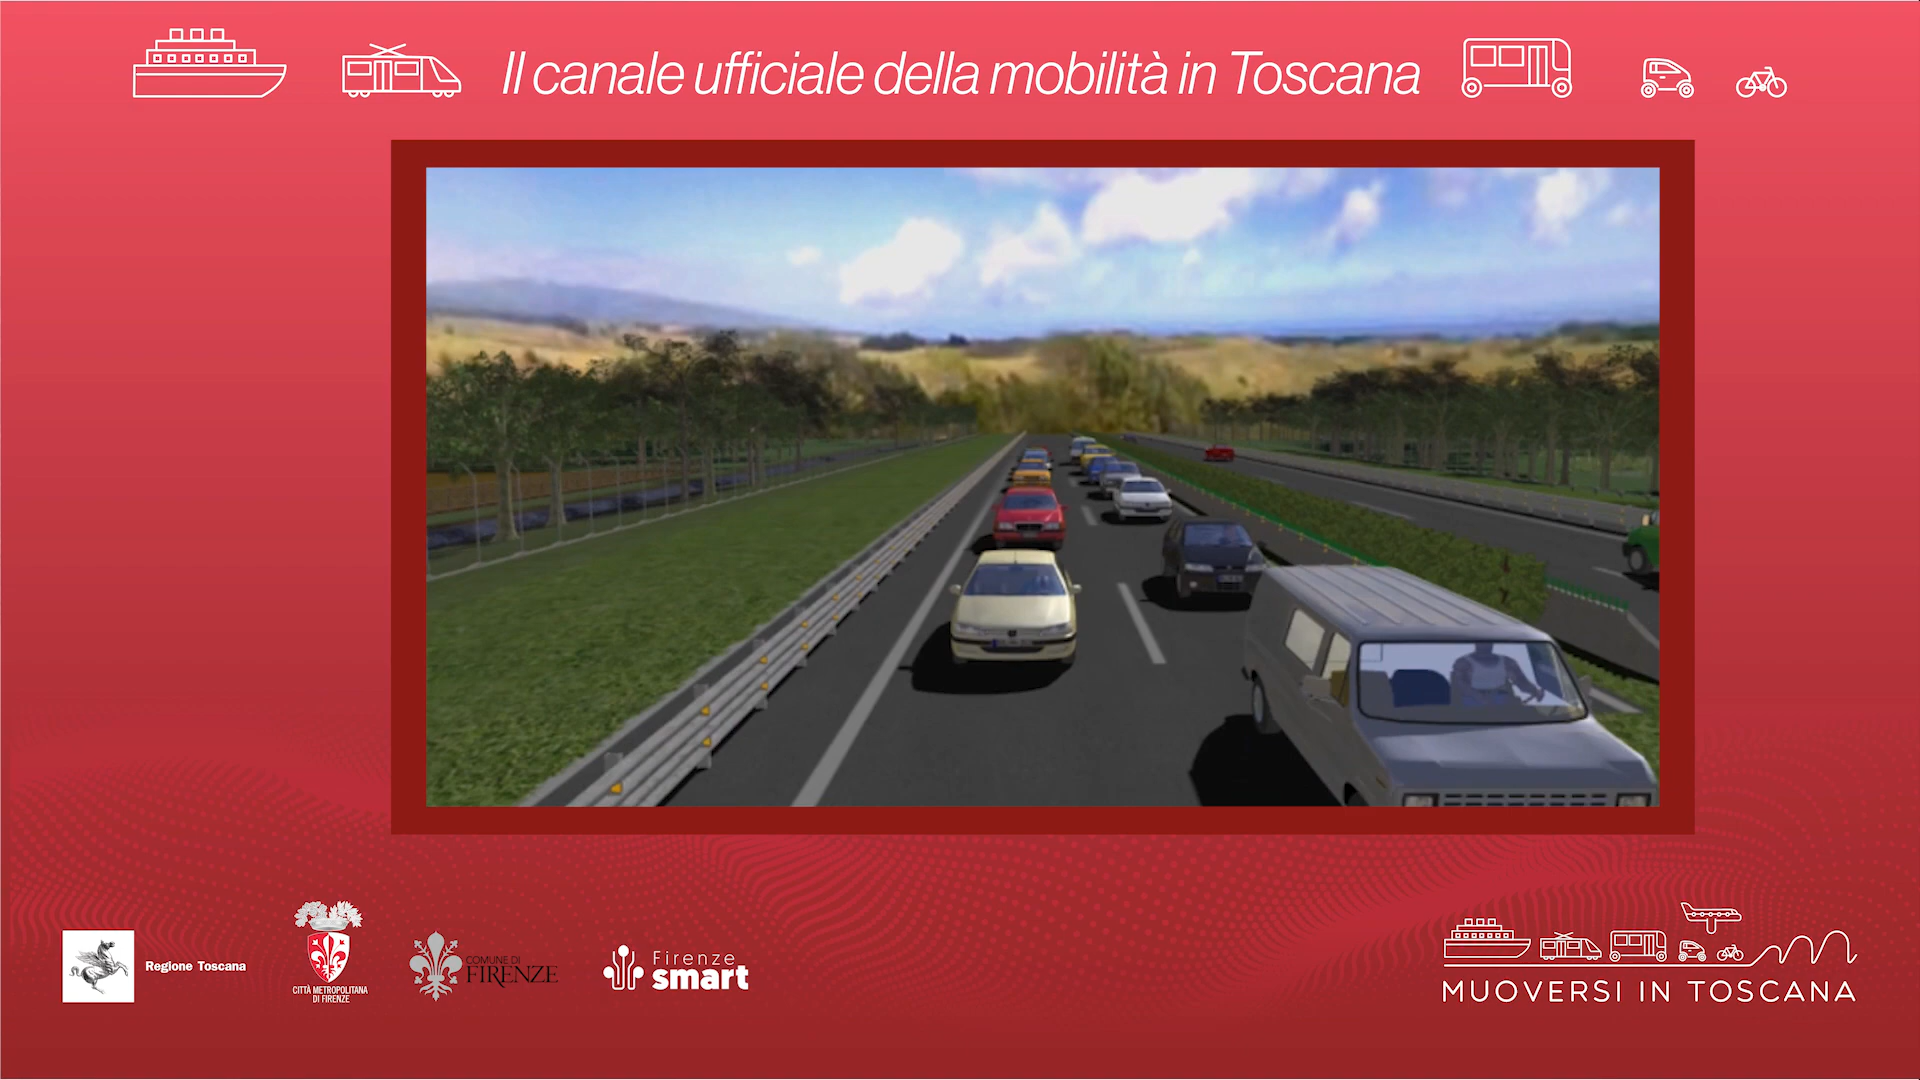 Il canale ufficiale della mobilità in Toscana
Regione Toscana
CITTÀ METROPOLITANA
DI FIRENZE
COMUNE DI
FIRENZE
Firenze
smart
MUOVERSI IN TOSCANA